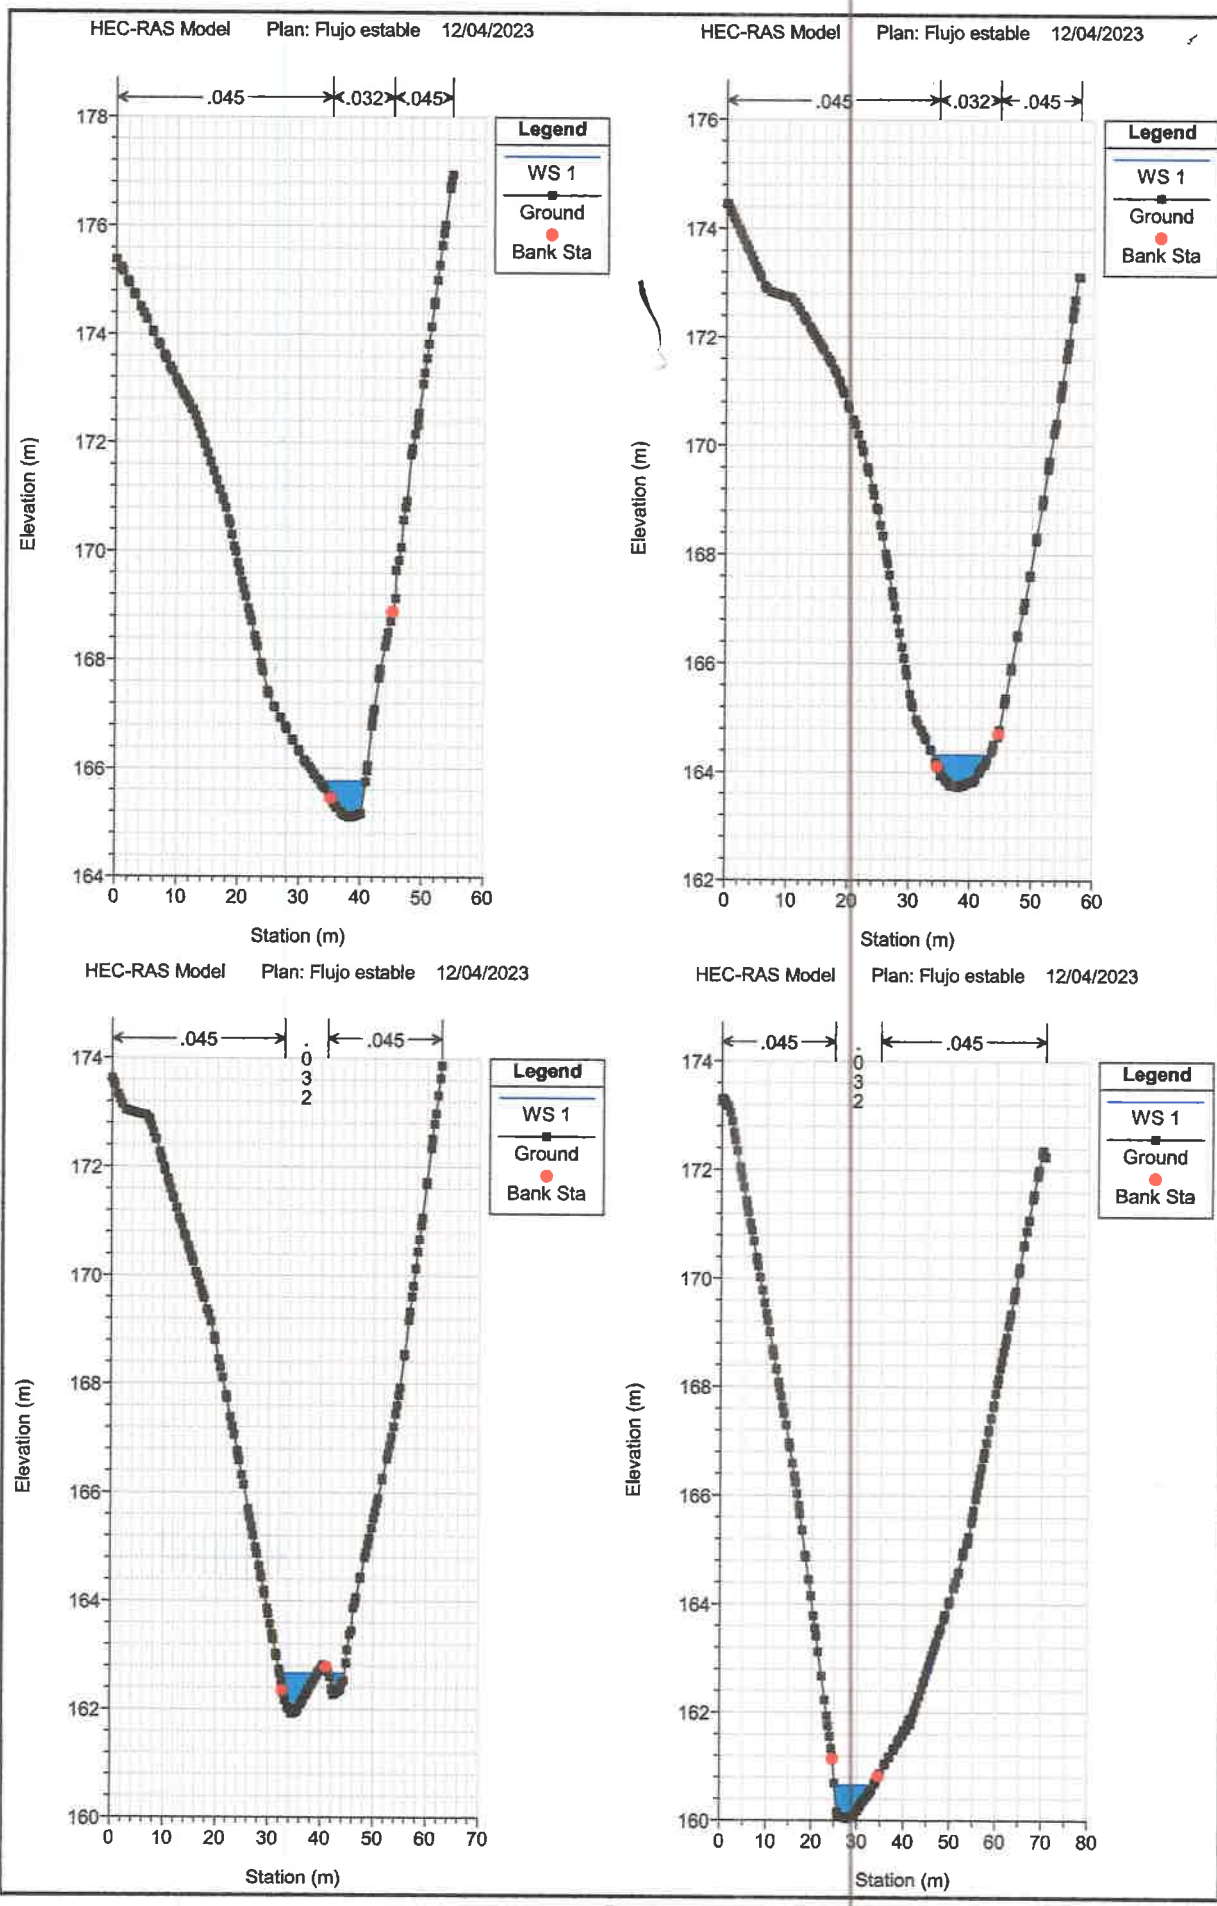 HEC-RAS Model Plan: Flujo estable 12/04/2023
.045 .032 .045
178
176
174
172
170
168
166
164
Elevation (m)
0 10 20 30 40 50 60
Station (m)
Legend
WS 1
Ground
Bank Sta
HEC-RAS Model Plan: Flujo estable 12/04/2023
.045 .032 .045
176
174
172
170
168
166
164
162
Elevation (m)
0 10 20 30 40 50 60
Station (m)
Legend
WS 1
Ground
Bank Sta
HEC-RAS Model Plan: Flujo estable 12/04/2023
.045 .032 .045
174
172
170
168
166
164
162
160
Elevation (m)
0 10 20 30 40 50 60 70
Station (m)
Legend
WS 1
Ground
Bank Sta
HEC-RAS Model Plan: Flujo estable 12/04/2023
.045 .032 .045
174
172
170
168
166
164
162
160
Elevation (m)
0 10 20 30 40 50 60 70 80
Station (m)
Legend
WS 1
Ground
Bank Sta